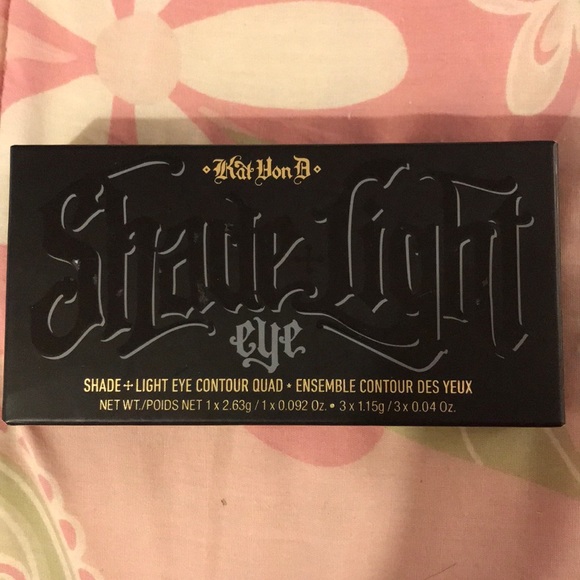 Kat Von D
Shade Light
eye
SHADE + LIGHT EYE CONTOUR QUAD • ENSEMBLE CONTOUR DES YEUX
NET WT./POIDS NET 1 x 2.63g / 1 x 0.092 Oz. • 3 x 1.15g / 3 x 0.04 Oz.